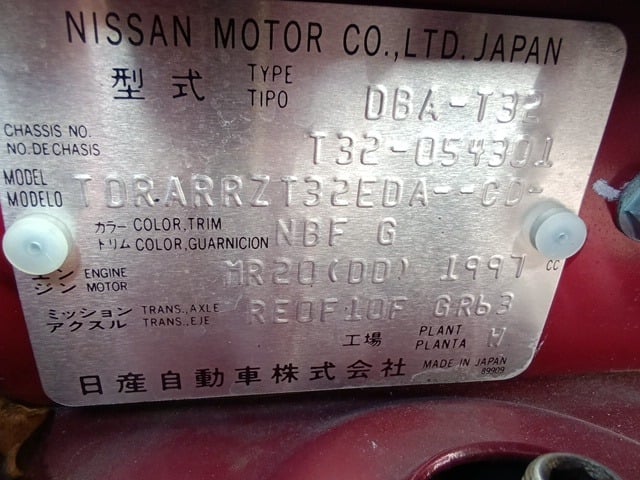 NISSAN MOTOR CO.,LTD. JAPAN
型式 TYPE TIPO DBA-T32
CHASSIS NO. NO. DE CHASIS T32-054301
MODEL MODELO TDRARRZT32EDA--CD-
カラー COLOR, TRIM トリム COLOR, GUARNICION NBF G
エンジン ENGINE MOTOR MR20(DD) 1997 CC
ミッション TRANS., AXLE アクスル TRANS., EJE RE0F10F GR63
工場 PLANT PLANTA W
日産自動車株式会社 MADE IN JAPAN
89909